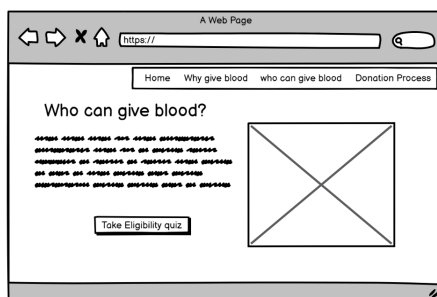 A Web Page
https://
Home Why give blood who can give blood Donation Process
Who can give blood?
Take Eligibility quiz